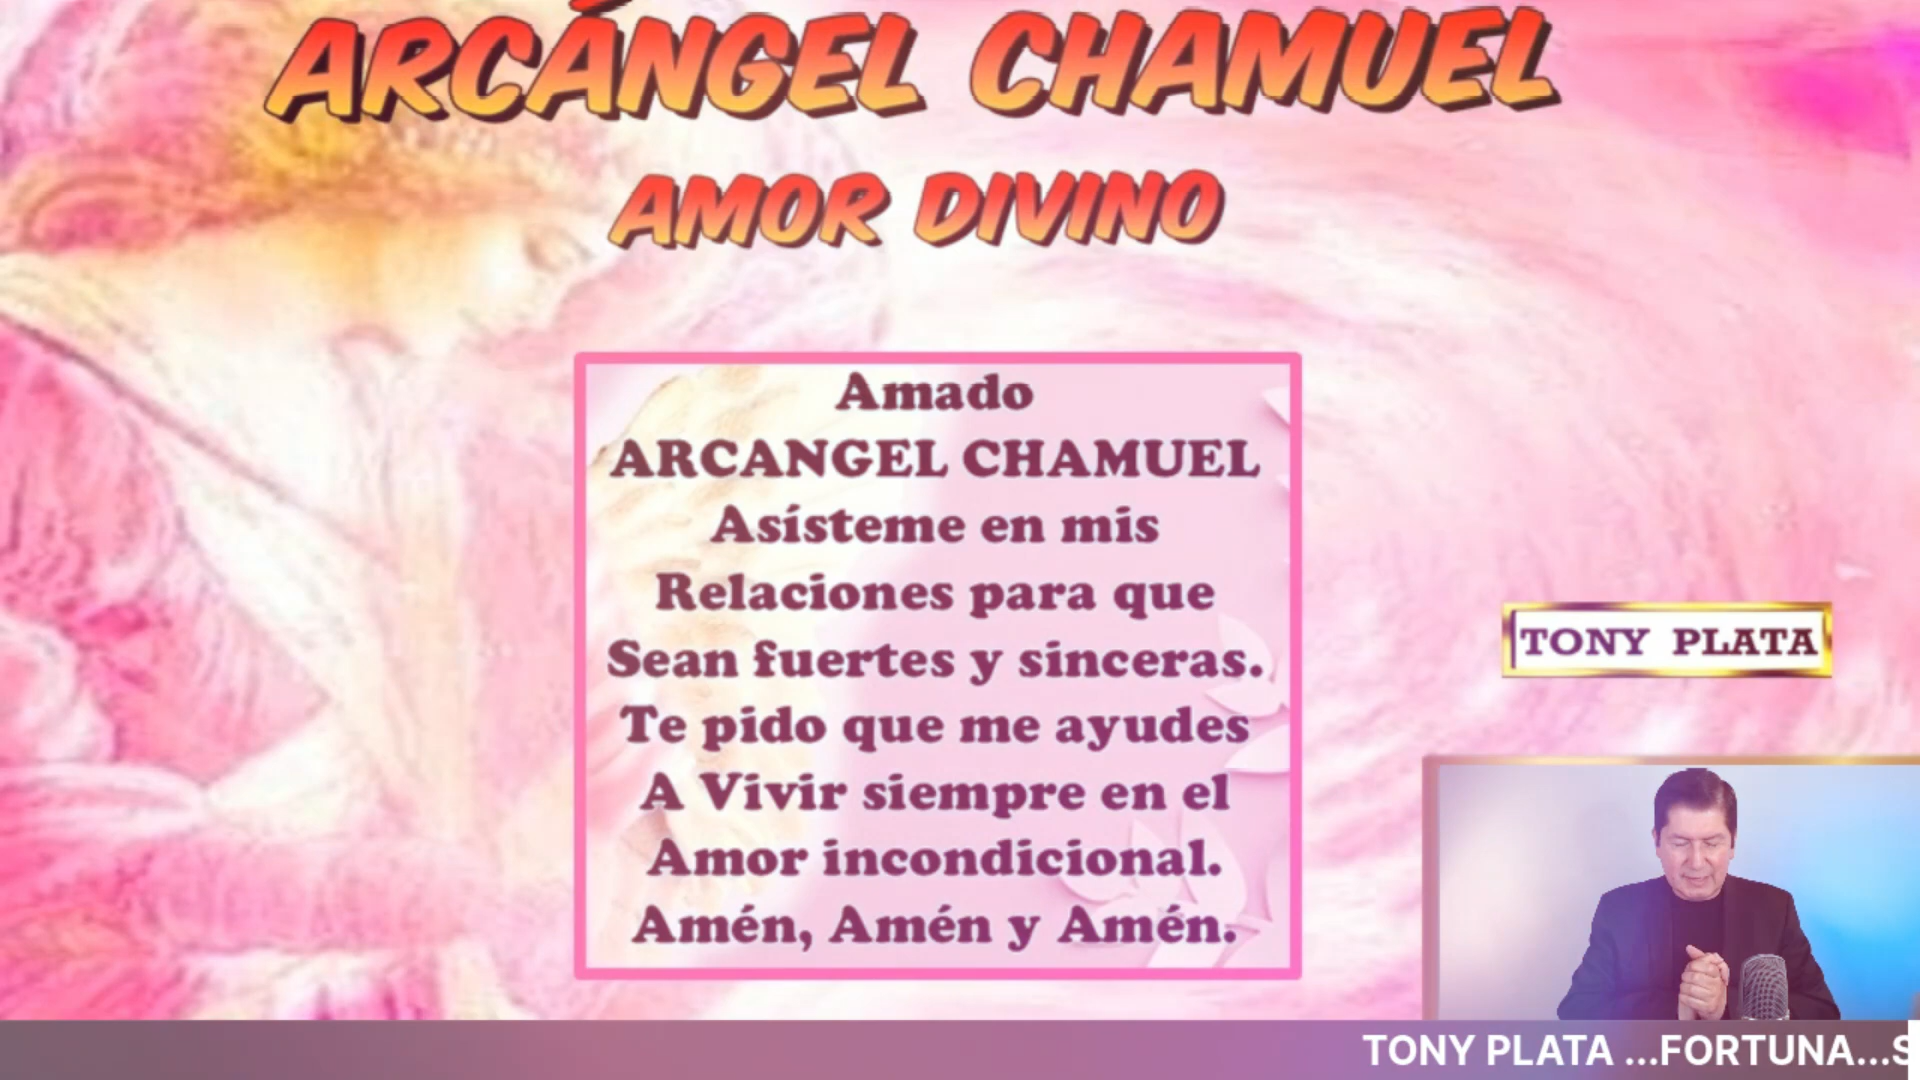 ARCÁNGEL CHAMUEL
AMOR DIVINO
Amado
ARCANGEL CHAMUEL
Asísteme en mis
Relaciones para que
Sean fuertes y sinceras.
Te pido que me ayudes
A Vivir siempre en el
Amor incondicional.
Amén, Amén y Amén.
TONY PLATA
TONY PLATA ...FORTUNA...